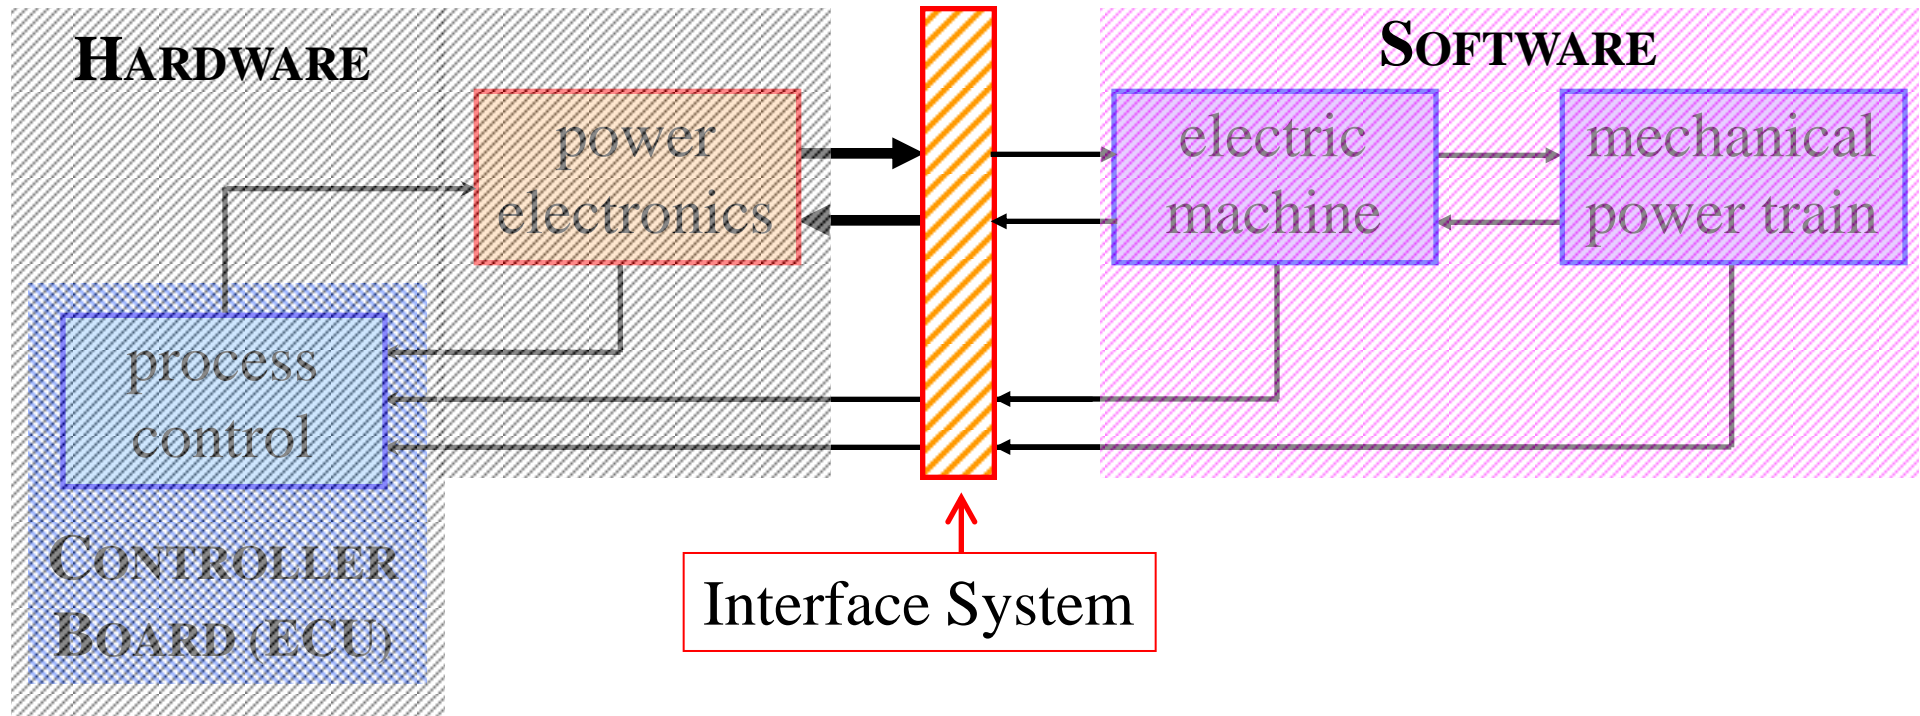 HARDWARE
SOFTWARE
power
electronics
electric
machine
mechanical
power train
process
control
CONTROLLER
BOARD (ECU)
Interface System